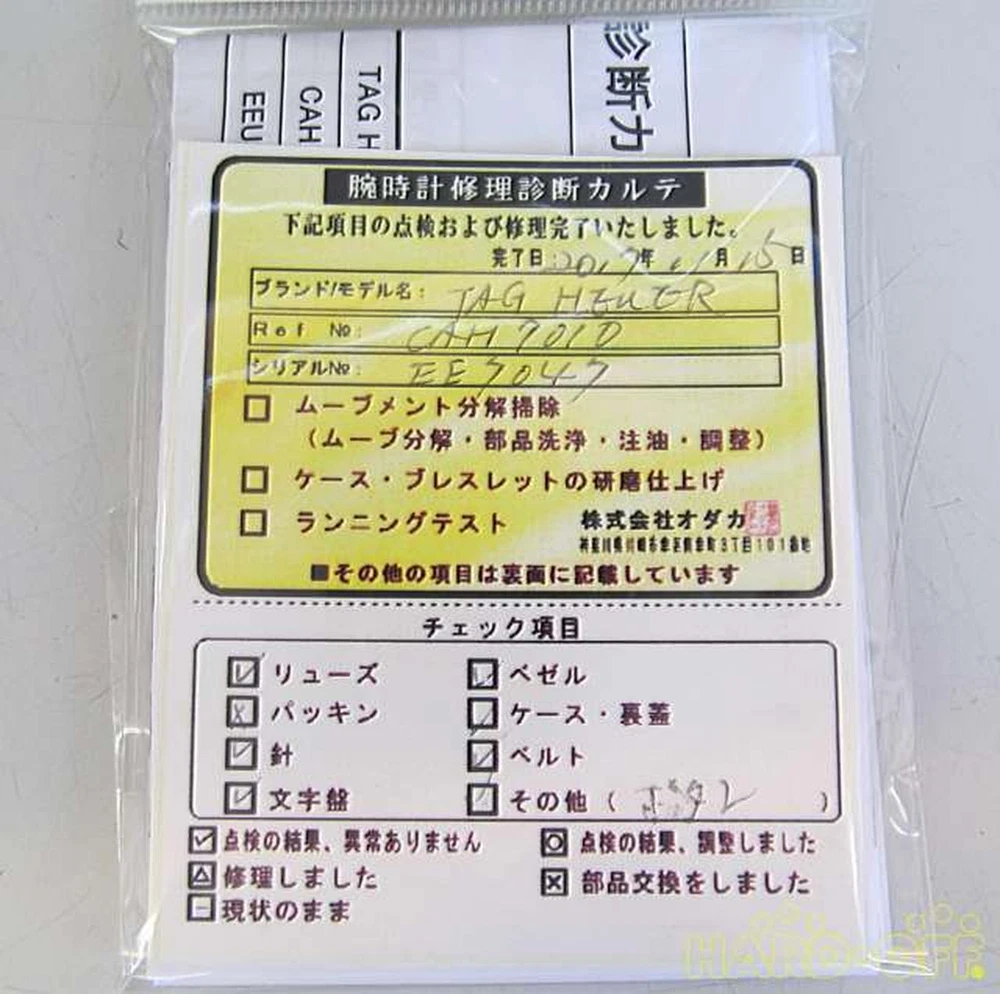 診断カ
TAG H
CAH
EEU
腕時計修理診断カルテ
下記項目の点検および修理完了いたしました。
完了日：2017年 11月 15日
ブランド/モデル名： TAG HEUER
Ref №： CAH7010
シリアル№： EE7047
□ ムーブメント分解掃除
（ムーブ分解・部品洗浄・注油・調整）
□ ケース・ブレスレットの研磨仕上げ
□ ランニングテスト 株式会社オダカ
■その他の項目は裏面に記載しています
チェック項目
リューズ ベゼル
パッキン ケース・裏蓋
針 ベルト
文字盤 その他（ ）
点検の結果、異常ありません 点検の結果、調整しました
修理しました 部品交換をしました
現状のまま
HARD-OFF